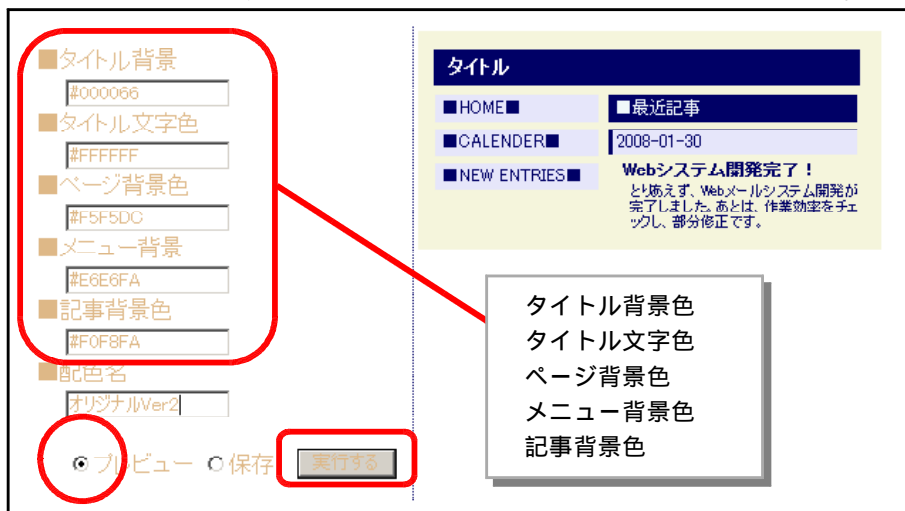 ■タイトル背景
#000066
■タイトル文字色
#FFFFFF
■ページ背景色
#F5F5DC
■メニュー背景
#E6E6FA
■記事背景色
#F0F8FA
■配色名
オリジナルVer2
プレビュー 保存 実行する
タイトル
■HOME■
■CALENDER■
■NEW ENTRIES■
■最近記事
2008-01-30
Webシステム開発完了！
とりあえず、Webメールシステム開発が
完了しました。あとは、作業効率をチェ
ックし、部分修正です。
タイトル背景色
タイトル文字色
ページ背景色
メニュー背景色
記事背景色